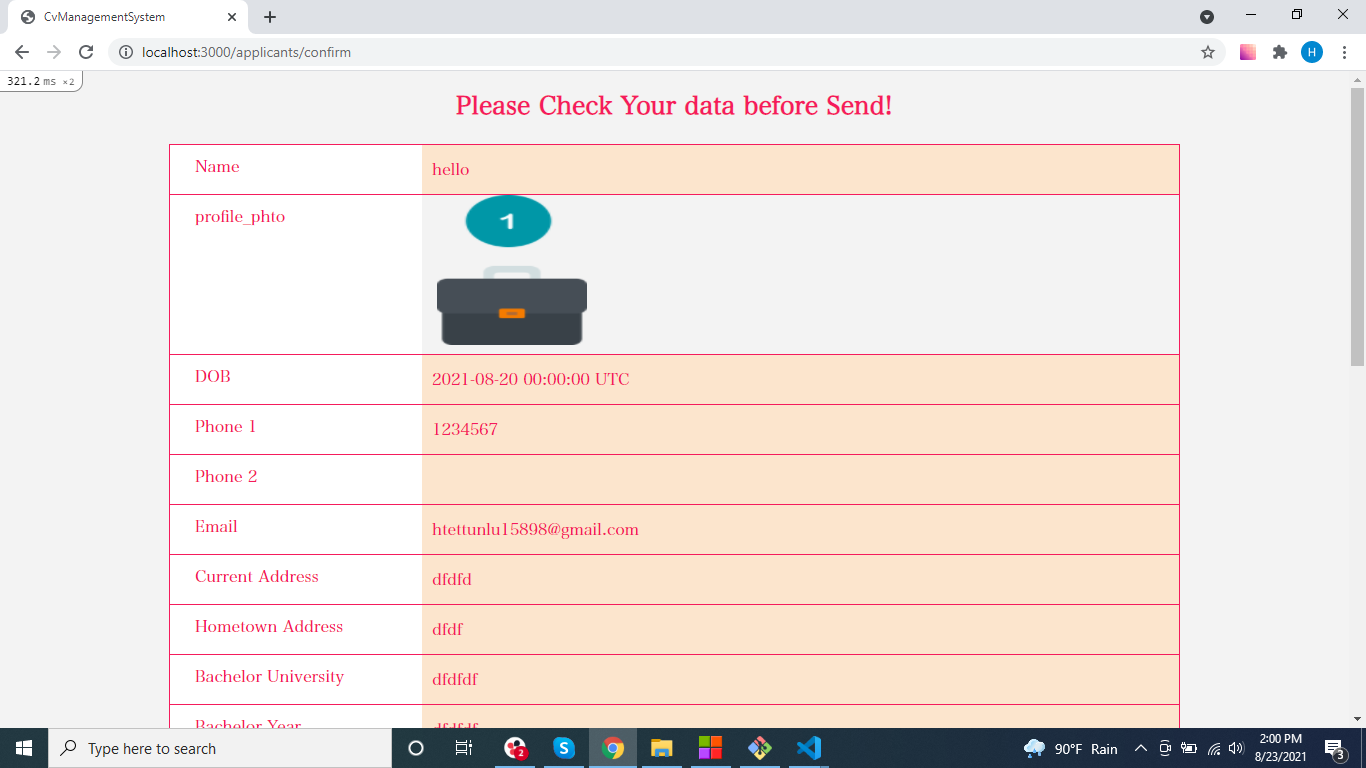 CvManagementSystem
localhost:3000/applicants/confirm
H
321.2 ms ×2
Please Check Your data before Send!
Name
hello
profile_phto
1
DOB
2021-08-20 00:00:00 UTC
Phone 1
1234567
Phone 2
Email
htettunlu15898@gmail.com
Current Address
dfdfd
Hometown Address
dfdf
Bachelor University
dfdfdf
Bachelor Year
dfdfdf
Type here to search
2
S
90°F Rain
2:00 PM
8/23/2021
3